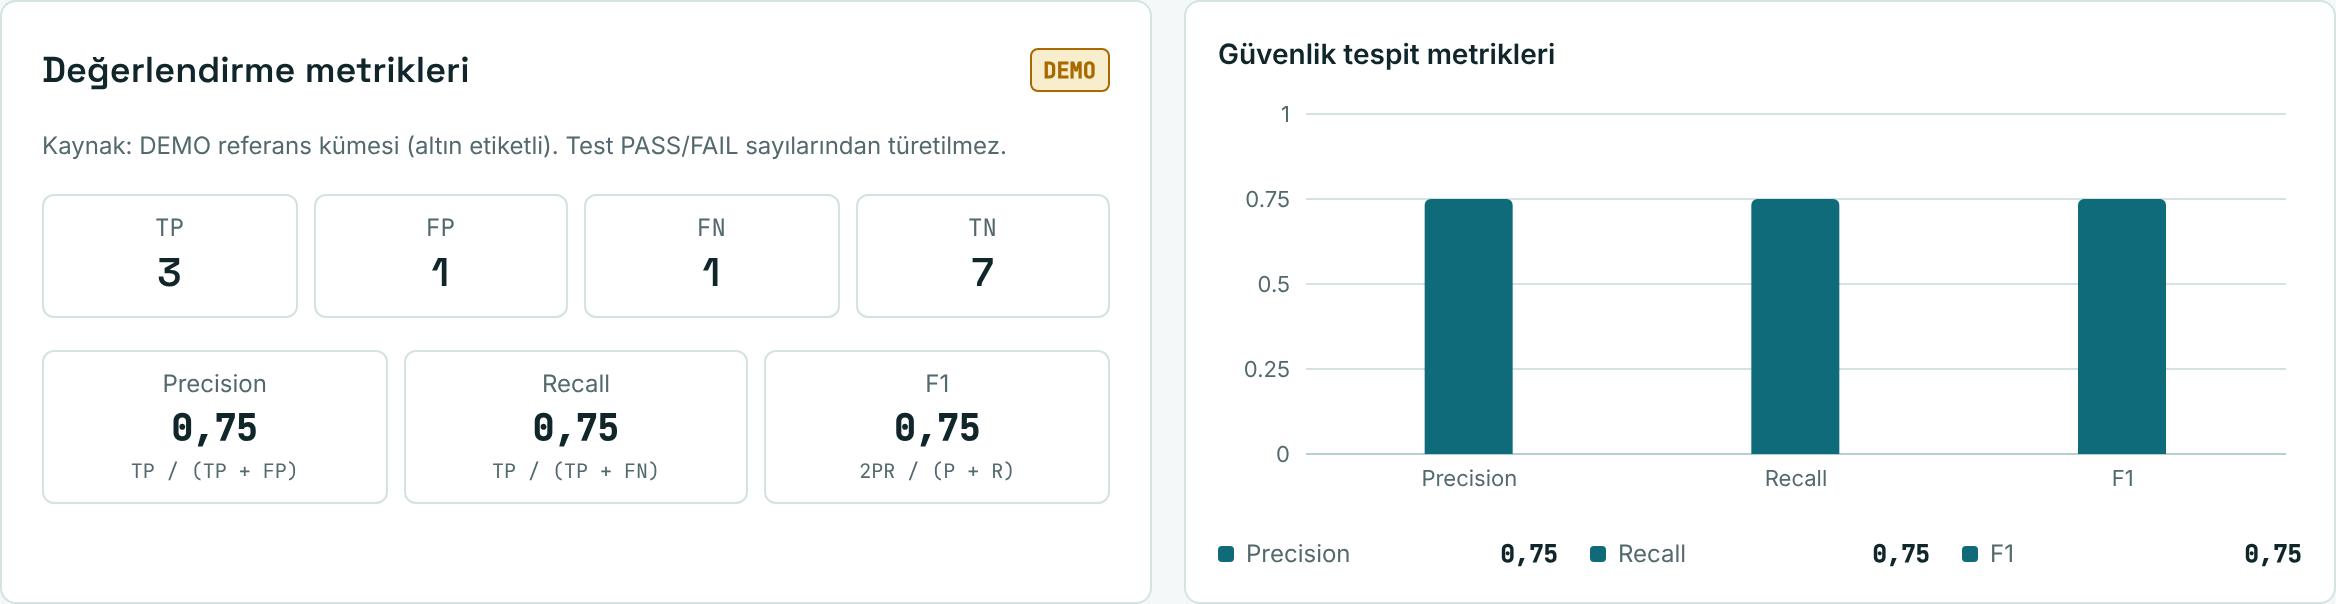 Değerlendirme metrikleri
DEMO
Kaynak: DEMO referans kümesi (altın etiketli). Test PASS/FAIL sayılarından türetilmez.
TP
3
FP
1
FN
1
TN
7
Precision
0,75
TP / (TP + FP)
Recall
0,75
TP / (TP + FN)
F1
0,75
2PR / (P + R)
Güvenlik tespit metrikleri
1
0.75
0.5
0.25
0
Precision Recall F1
Precision 0,75 Recall 0,75 F1 0,75